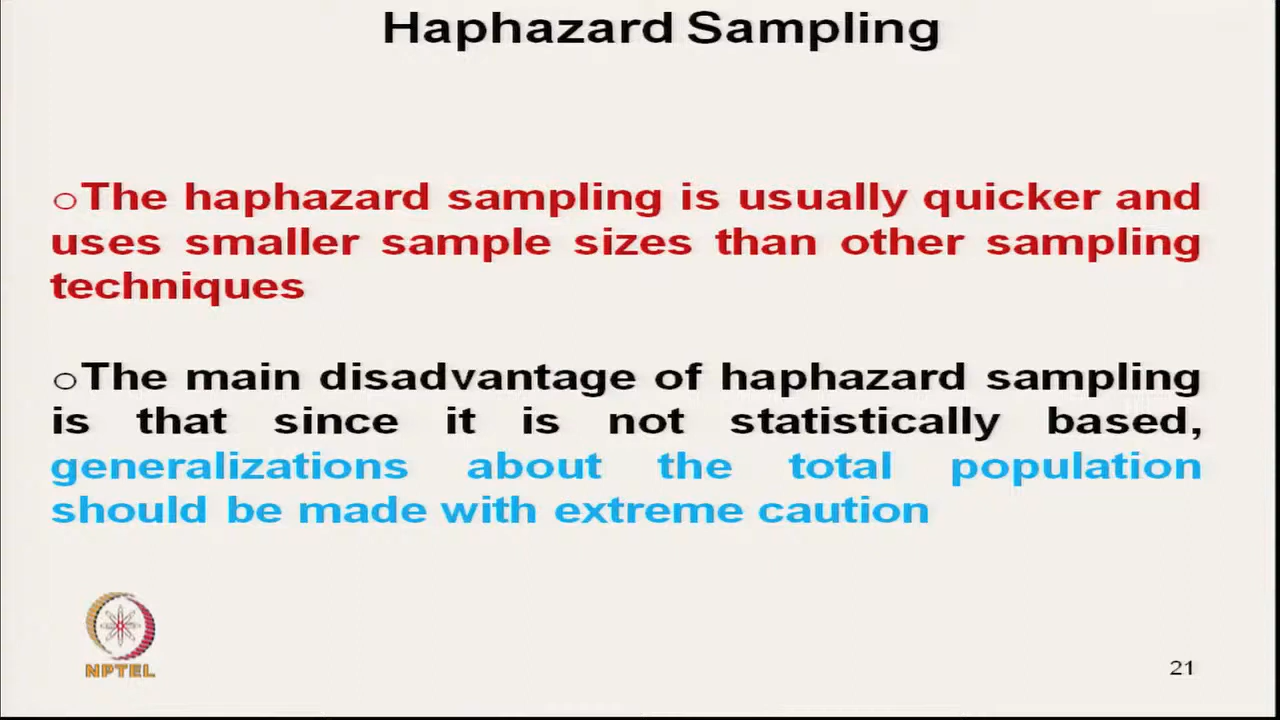 Haphazard Sampling
oThe haphazard sampling is usually quicker and
uses smaller sample sizes than other sampling
techniques
oThe main disadvantage of haphazard sampling
is that since it is not statistically based,
generalizations about the total population
should be made with extreme caution
NPTEL
21